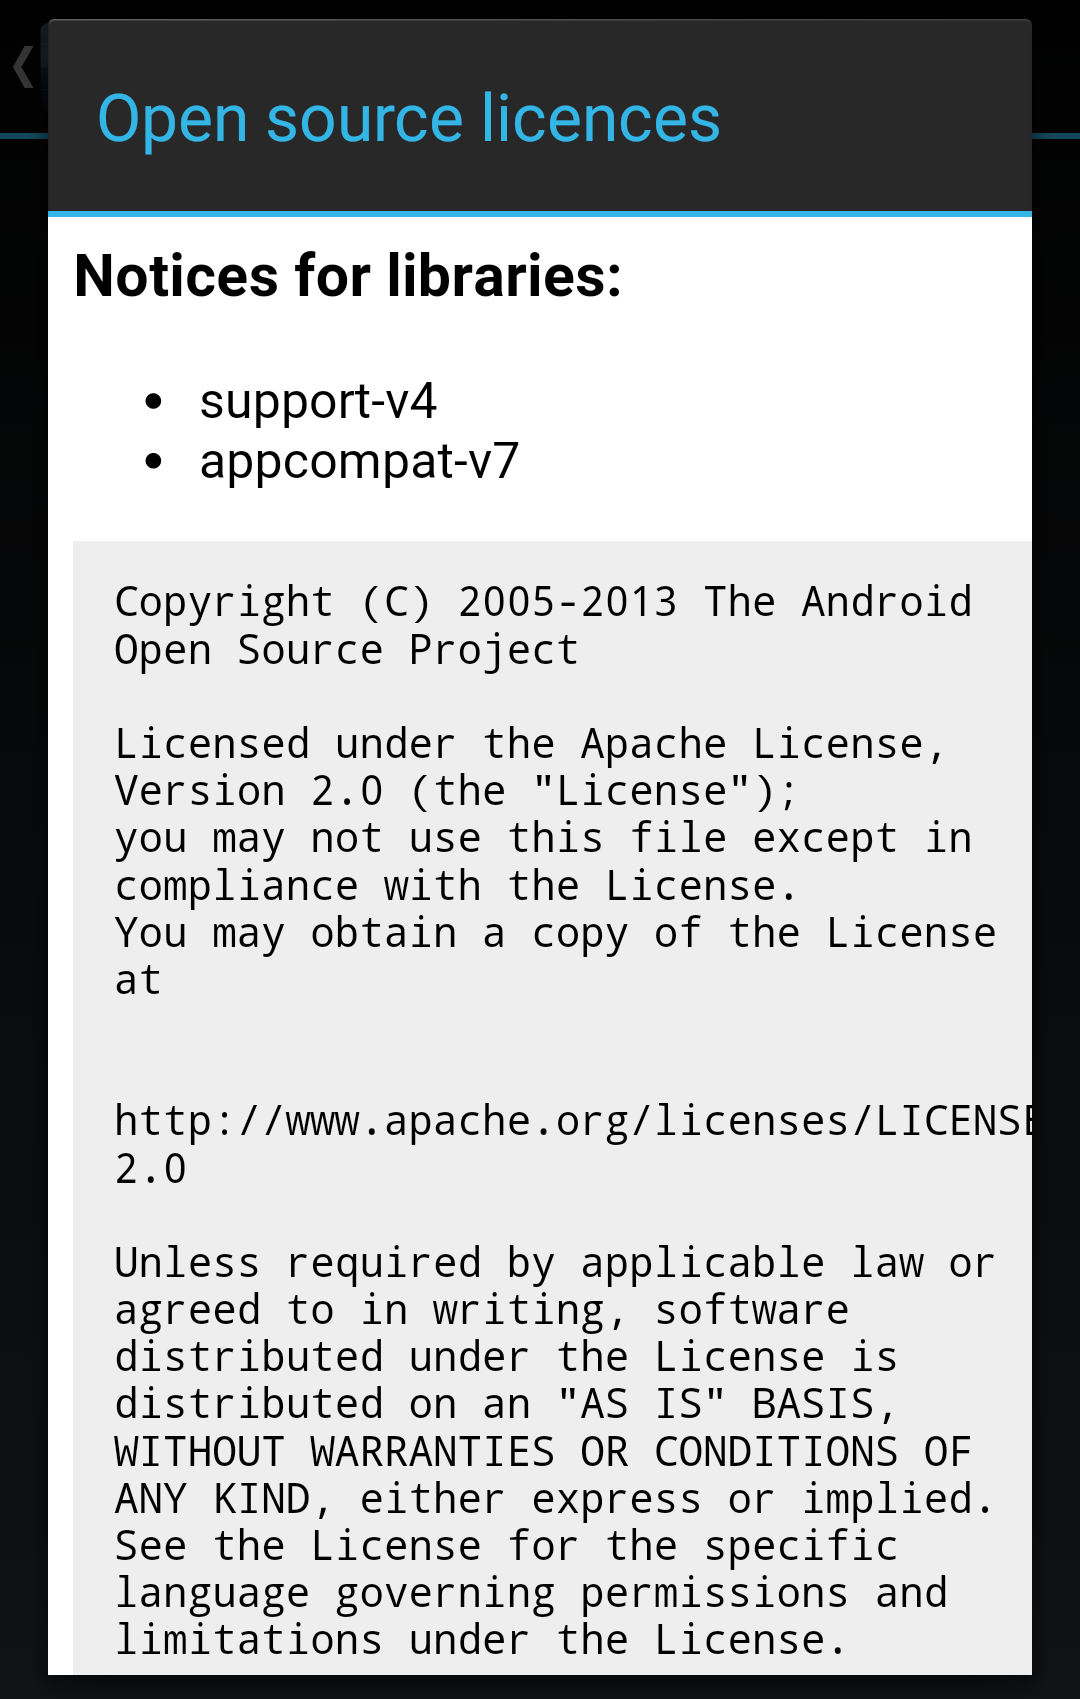 Open source licences
Notices for libraries:
• support-v4
• appcompat-v7
Copyright (C) 2005-2013 The Android
Open Source Project
Licensed under the Apache License,
Version 2.0 (the "License");
you may not use this file except in
compliance with the License.
You may obtain a copy of the License
at
http://www.apache.org/licenses/LICENSE
2.0
Unless required by applicable law or
agreed to in writing, software
distributed under the License is
distributed on an "AS IS" BASIS,
WITHOUT WARRANTIES OR CONDITIONS OF
ANY KIND, either express or implied.
See the License for the specific
language governing permissions and
limitations under the License.